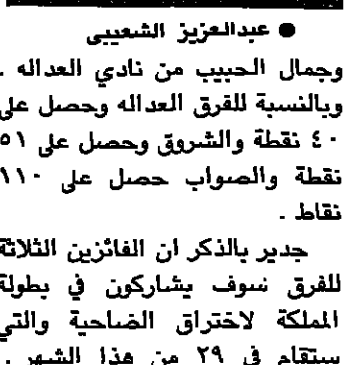 ● عبدالعزيز الشعيبي
وجمال الحبيب من نادي العداله .
وبالنسبة للفرق العداله وحصل على
٤٠ نقطة والشروق وحصل على ٥١
نقطة والصواب حصل على ١١٠
نقاط .
جدير بالذكر ان الفائزين الثلاثة
للفرق سوف يشاركون في بطولة
المملكة لاختراق الضاحية والتي
ستقام في ٢٩ من هذا الشهر .